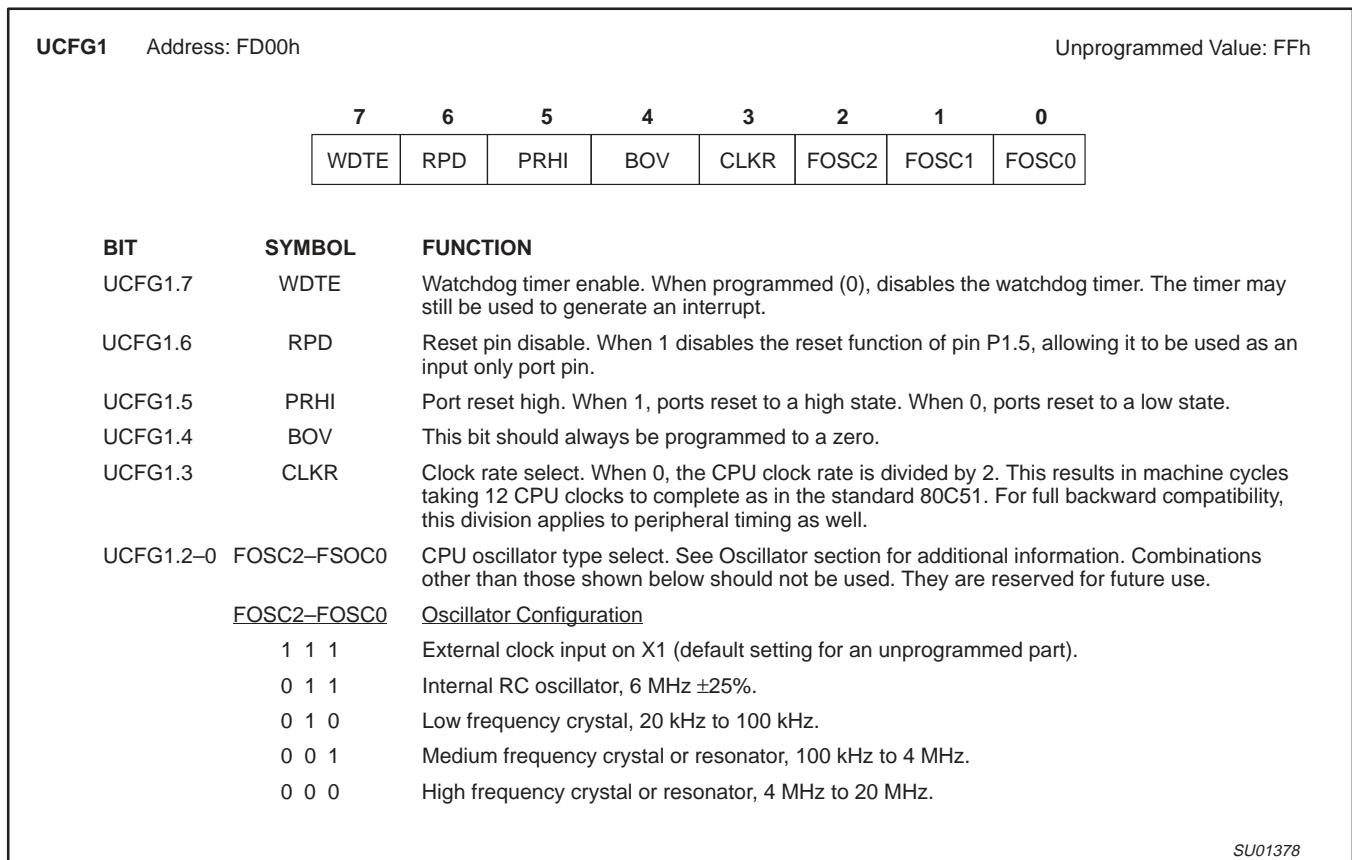 UCFG1 Address: FD00h Unprogrammed Value: FFh
7 6 5 4 3 2 1 0
WDTE RPD PRHI BOV CLKR FOSC2 FOSC1 FOSC0
BIT SYMBOL FUNCTION
UCFG1.7 WDTE Watchdog timer enable. When programmed (0), disables the watchdog timer. The timer may
still be used to generate an interrupt.
UCFG1.6 RPD Reset pin disable. When 1 disables the reset function of pin P1.5, allowing it to be used as an
input only port pin.
UCFG1.5 PRHI Port reset high. When 1, ports reset to a high state. When 0, ports reset to a low state.
UCFG1.4 BOV This bit should always be programmed to a zero.
UCFG1.3 CLKR Clock rate select. When 0, the CPU clock rate is divided by 2. This results in machine cycles
taking 12 CPU clocks to complete as in the standard 80C51. For full backward compatibility,
this division applies to peripheral timing as well.
UCFG1.2–0 FOSC2–FSOC0 CPU oscillator type select. See Oscillator section for additional information. Combinations
other than those shown below should not be used. They are reserved for future use.
FOSC2–FOSC0 Oscillator Configuration
1 1 1 External clock input on X1 (default setting for an unprogrammed part).
0 1 1 Internal RC oscillator, 6 MHz ±25%.
0 1 0 Low frequency crystal, 20 kHz to 100 kHz.
0 0 1 Medium frequency crystal or resonator, 100 kHz to 4 MHz.
0 0 0 High frequency crystal or resonator, 4 MHz to 20 MHz.
SU01378